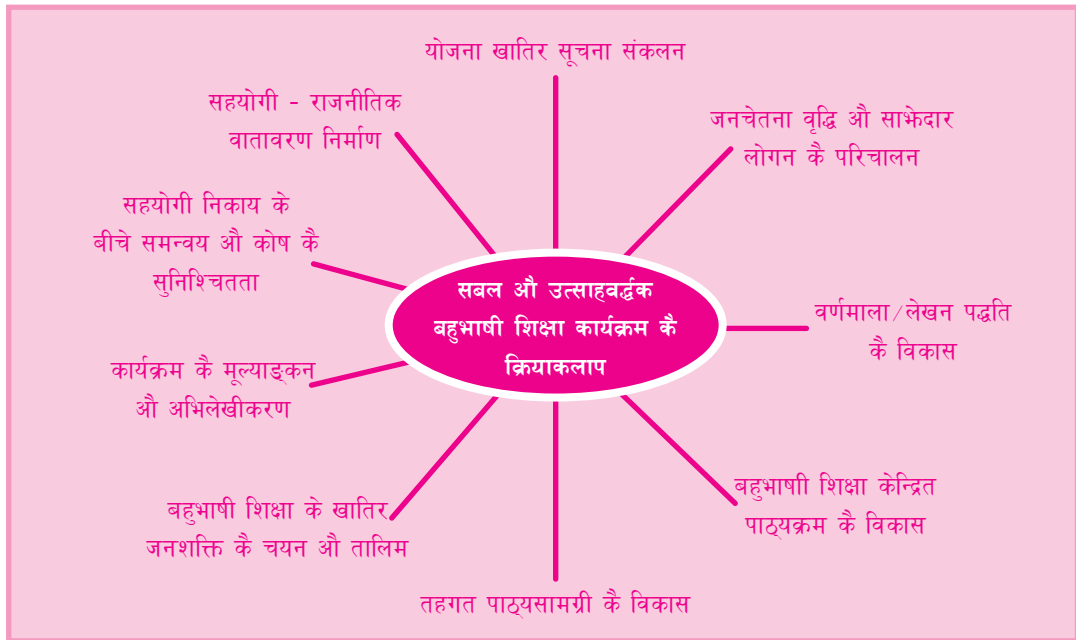 योजना खातिर सूचना संकलन
सहयोगी - राजनीतिक
वातावरण निर्माण
जनचेतना वृद्धि औ साझेदार
लोगन कै परिचालन
सहयोगी निकाय के
बीचे समन्वय औ कोष कै
सुनिश्चितता
सबल औ उत्साहवर्द्धक
बहुभाषी शिक्षा कार्यक्रम कै
क्रियाकलाप
वर्णमाला/लेखन पद्धति
कै विकास
कार्यक्रम कै मूल्याङ्कन
औ अभिलेखीकरण
बहुभाषाी शिक्षा केन्द्रित
पाठ्यक्रम कै विकास
बहुभाषी शिक्षा के खातिर
जनशक्ति कै चयन औ तालिम
तहगत पाठ्यसामग्री कै विकास